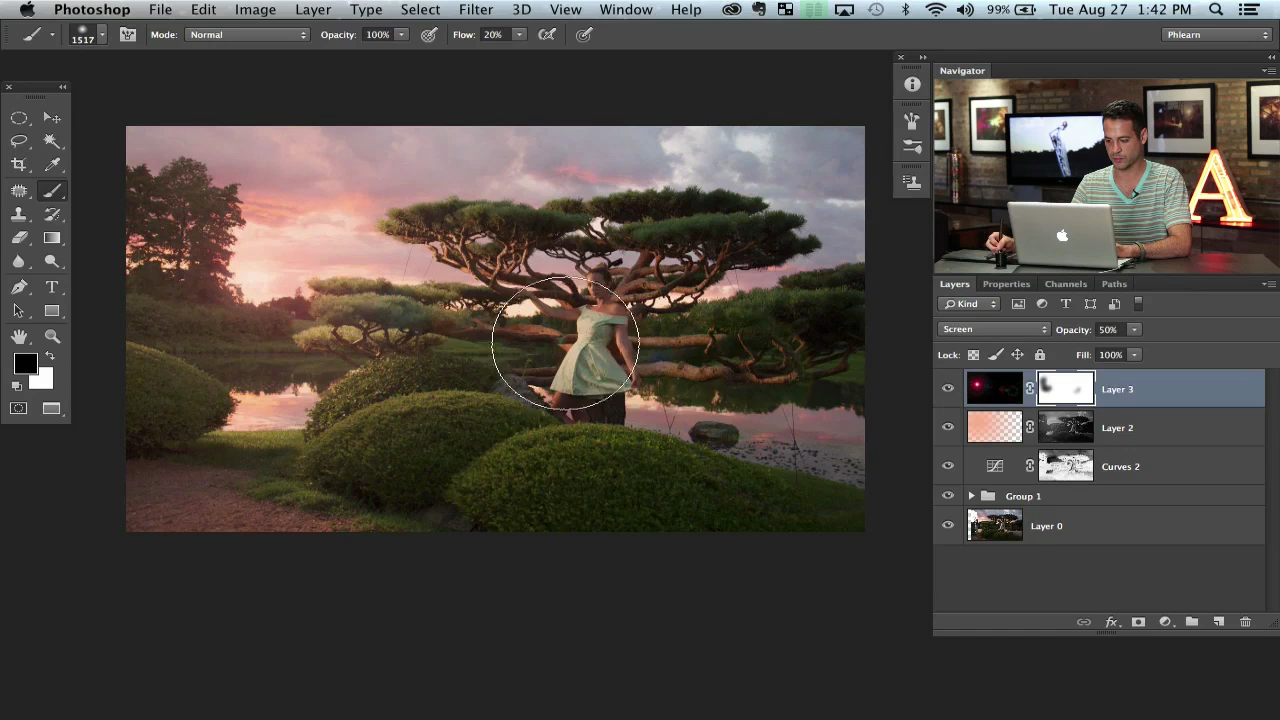 Photoshop File Edit Image Layer Type Select Filter 3D View Window Help 99% Tue Aug 27 1:42 PM
1517 Mode: Normal Opacity: 100% Flow: 20% Phlearn
Navigator
A
Layers Properties Channels Paths
Kind
Screen Opacity: 50%
Lock: Fill: 100%
Layer 3
Layer 2
Curves 2
Group 1
Layer 0